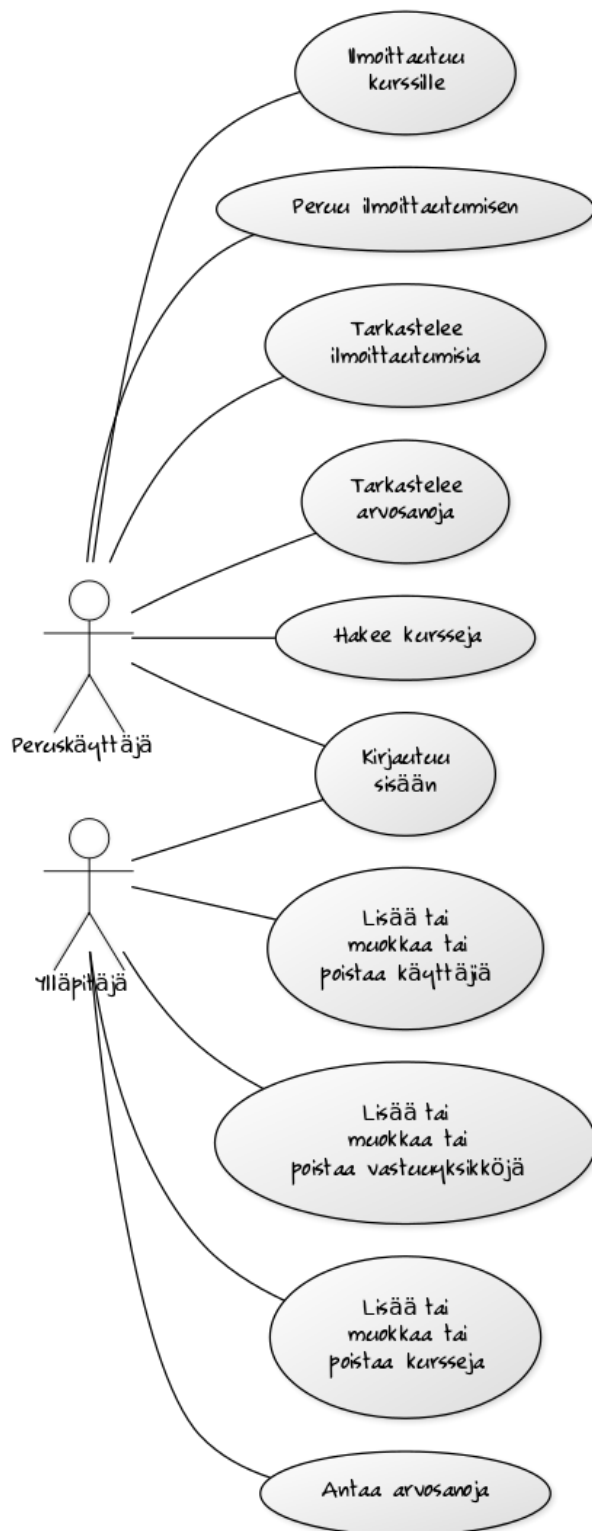 Ilmoittautuu
kurssille
Peruu ilmoittautumisen
Tarkastelee
ilmoittautumisia
Tarkastelee
arvosanoja
Hakee kursseja
Peruskäyttäjä
Kirjautuu
sisään
Lisää tai
muokkaa tai
poistaa käyttäjiä
Ylläpitäjä
Lisää tai
muokkaa tai
poistaa vastuuyksikköjä
Lisää tai
muokkaa tai
poistaa kursseja
Antaa arvosanoja